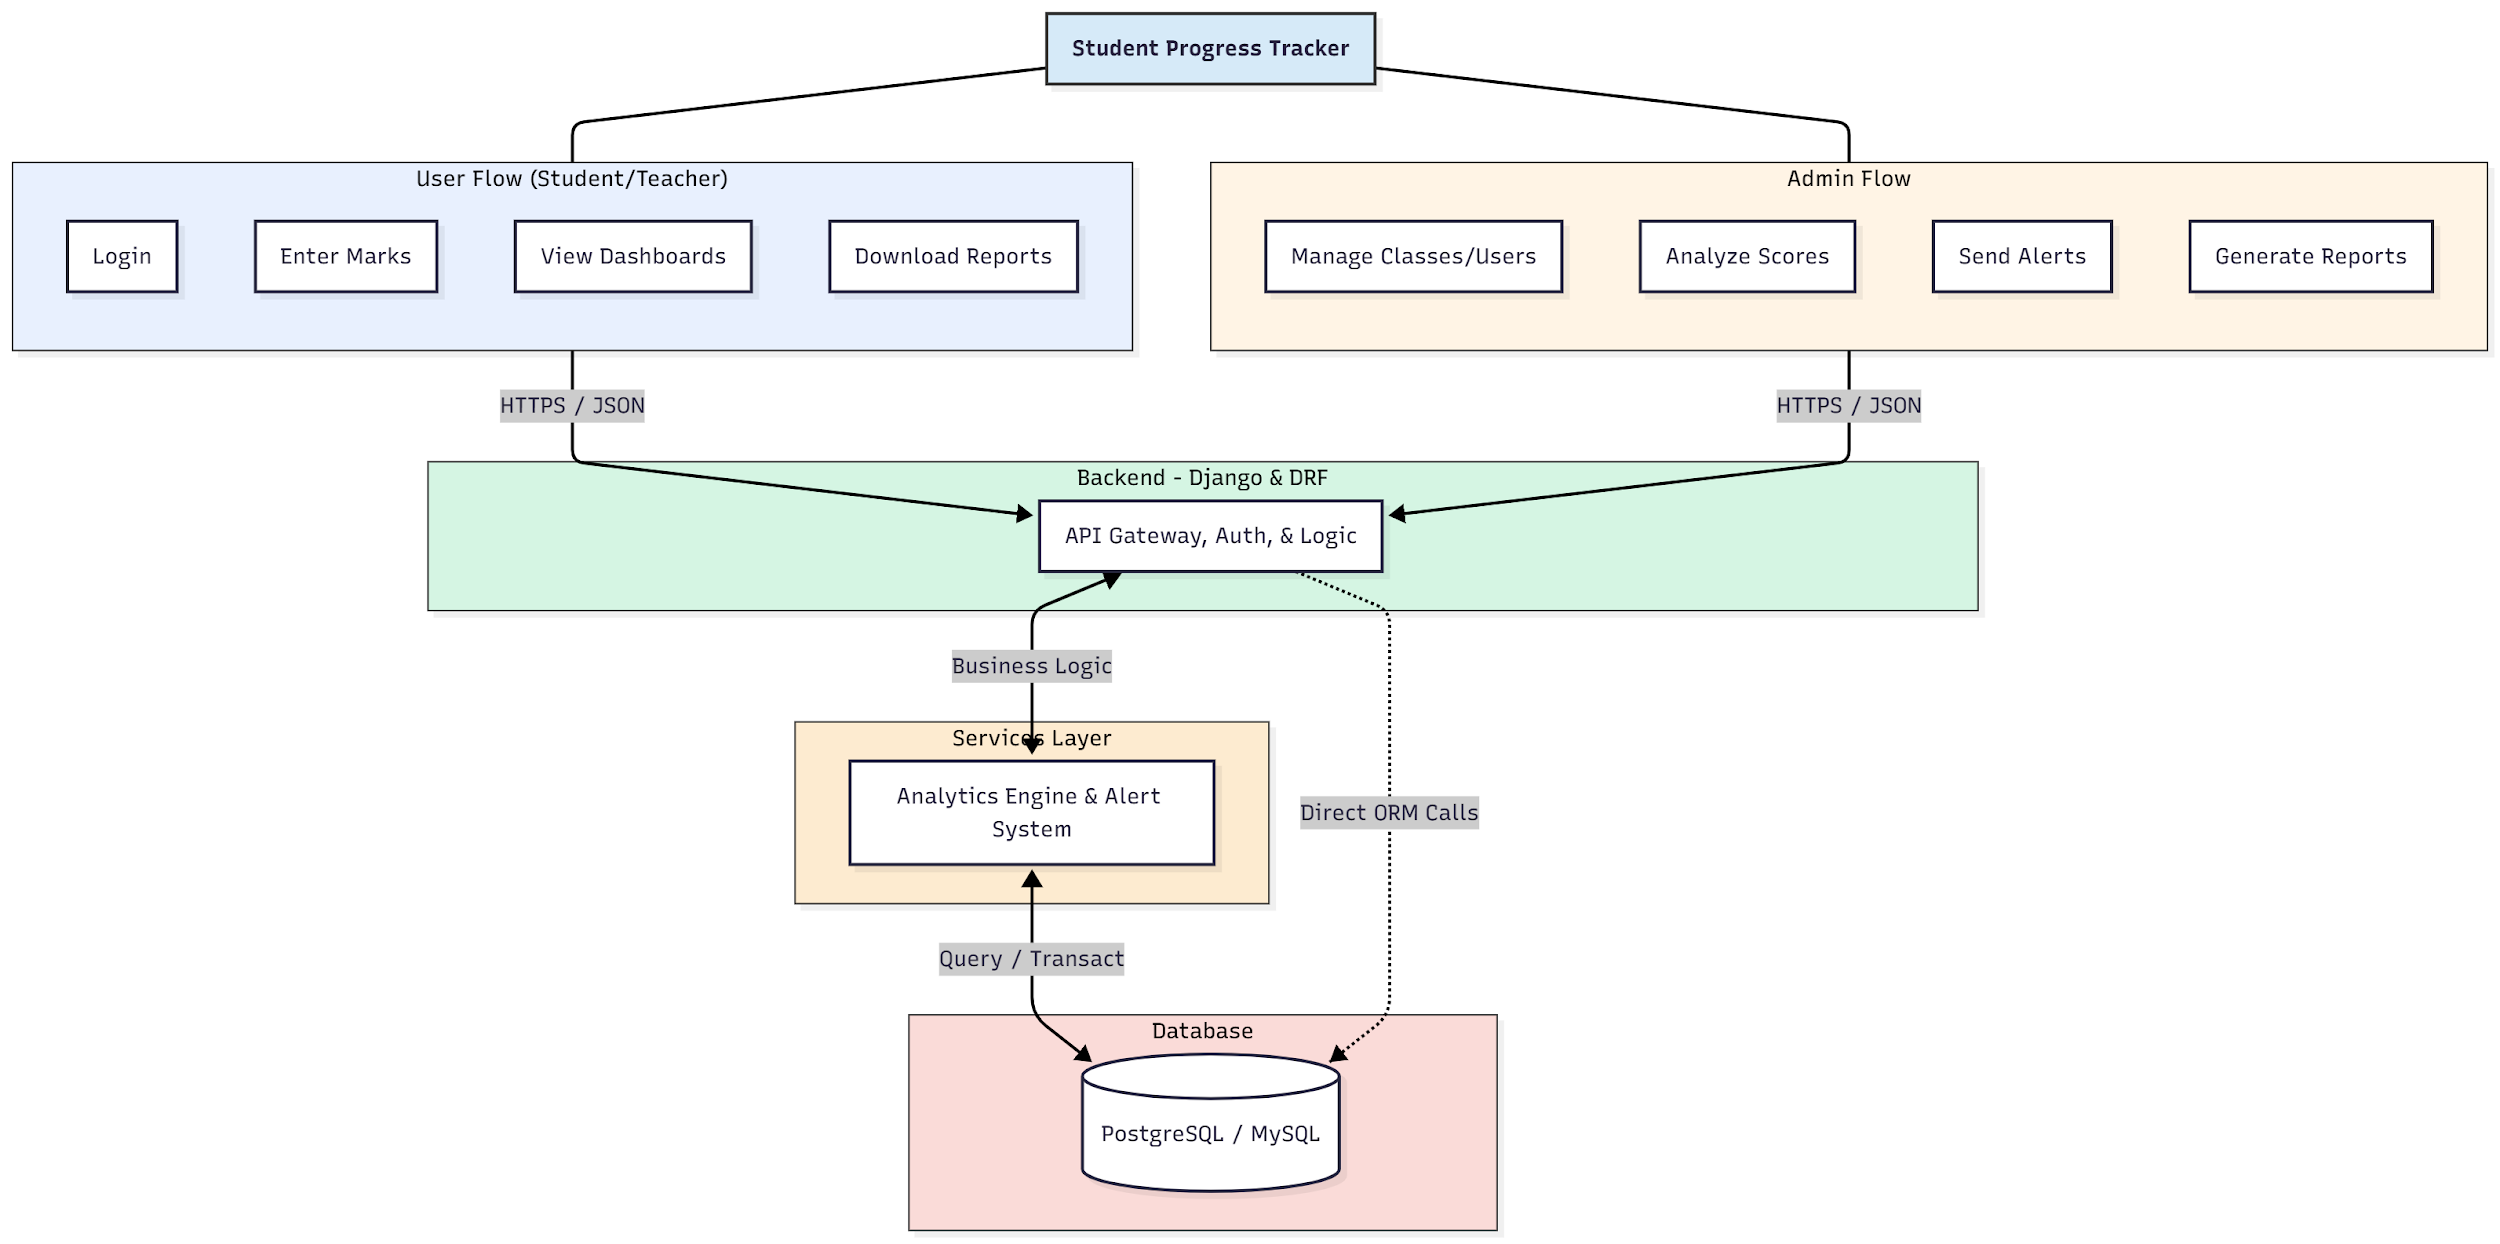 Student Progress Tracker
User Flow (Student/Teacher)
Login
Enter Marks
View Dashboards
Download Reports
Admin Flow
Manage Classes/Users
Analyze Scores
Send Alerts
Generate Reports
HTTPS / JSON
HTTPS / JSON
Backend - Django & DRF
API Gateway, Auth, & Logic
Business Logic
Services Layer
Analytics Engine & Alert
System
Direct ORM Calls
Query / Transact
Database
PostgreSQL / MySQL